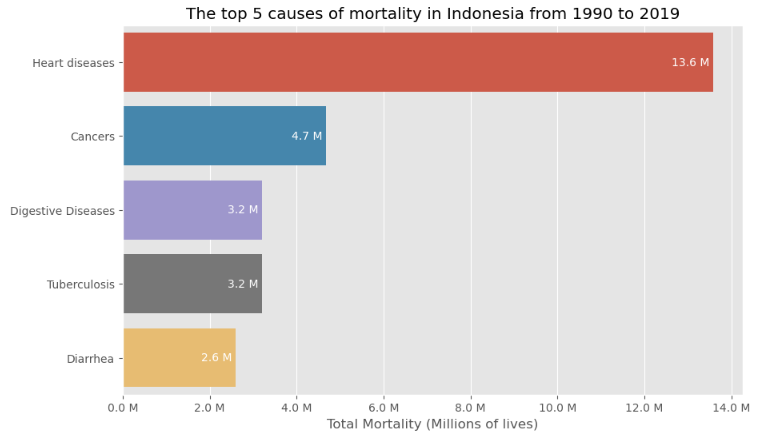 The top 5 causes of mortality in Indonesia from 1990 to 2019
Heart diseases
13.6 M
Cancers
4.7 M
Digestive Diseases
3.2 M
Tuberculosis
3.2 M
Diarrhea
2.6 M
0.0 M 2.0 M 4.0 M 6.0 M 8.0 M 10.0 M 12.0 M 14.0 M
Total Mortality (Millions of lives)